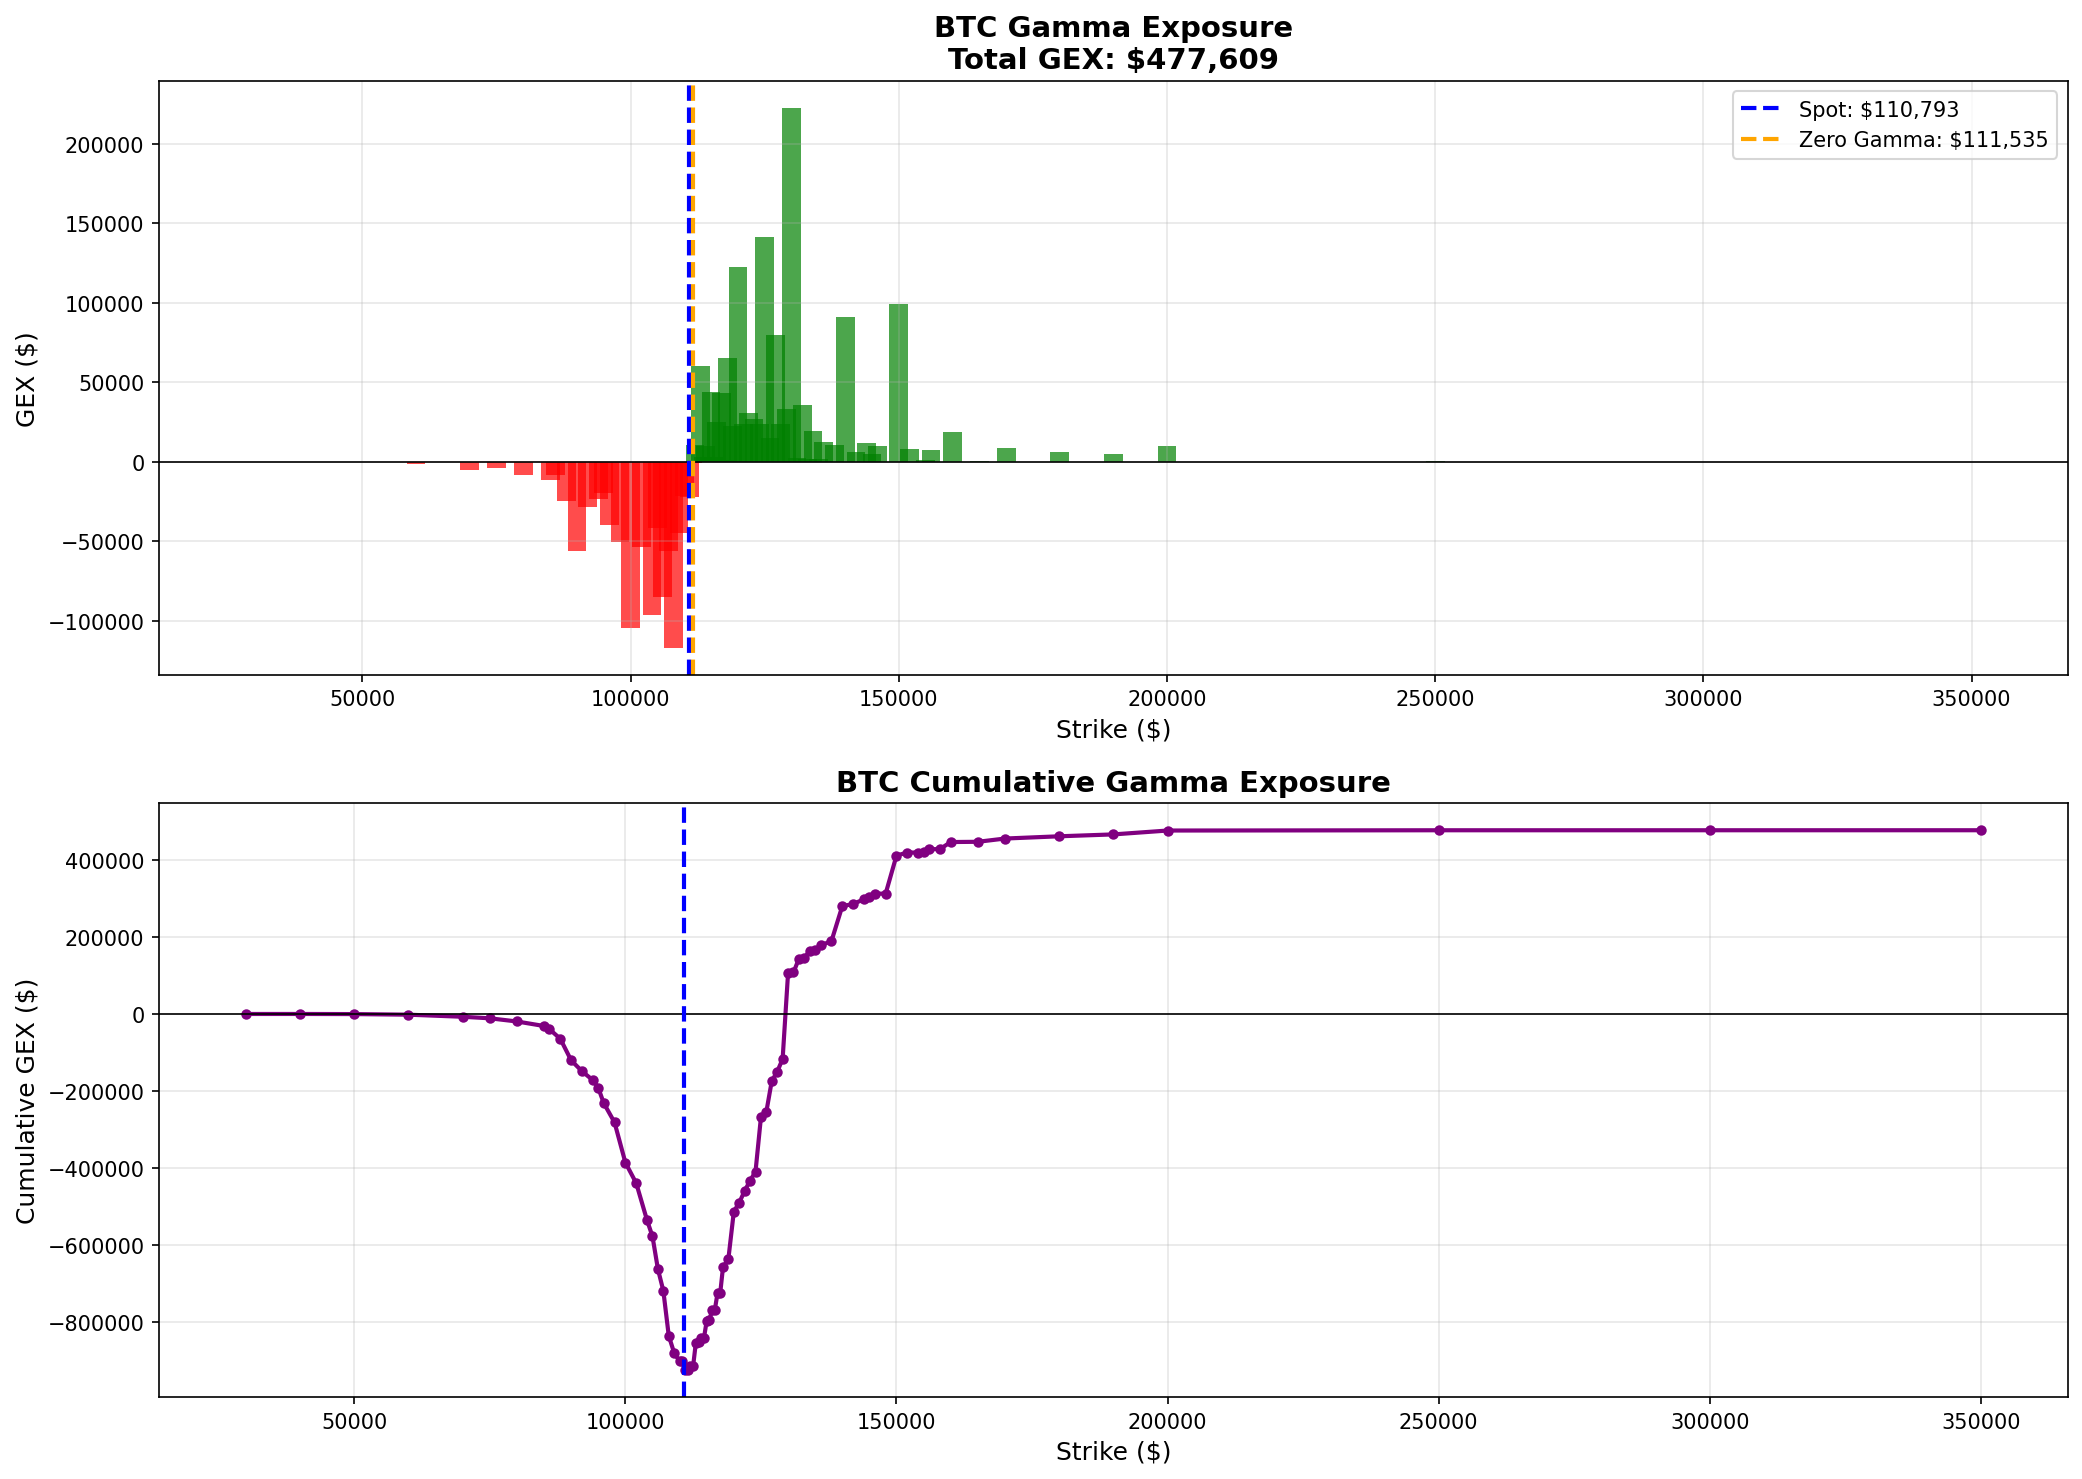 BTC Gamma Exposure
Total GEX: $477,609
Spot: $110,793
Zero Gamma: $111,535
GEX ($)
200000
150000
100000
50000
0
−50000
−100000
50000 100000 150000 200000 250000 300000 350000
Strike ($)
BTC Cumulative Gamma Exposure
Cumulative GEX ($)
400000
200000
0
−200000
−400000
−600000
−800000
50000 100000 150000 200000 250000 300000 350000
Strike ($)